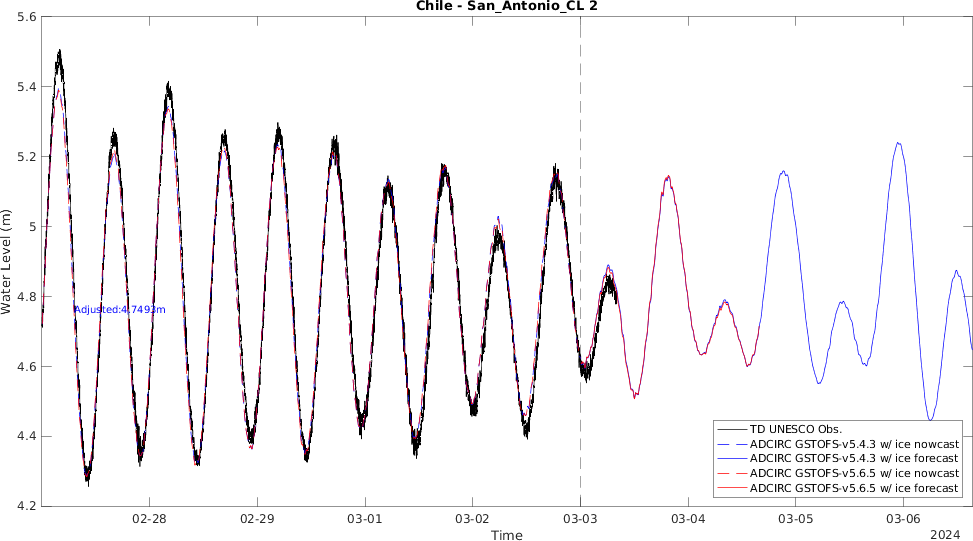 Chile - San_Antonio_CL 2
5.6
5.4
5.2
5
4.8
4.6
4.4
4.2
Water Level (m)
Adjusted:4.7493m
02-28
02-29
03-01
03-02
03-03
03-04
03-05
03-06
Time
2024
TD UNESCO Obs.
ADCIRC GSTOFS-v5.4.3 w/ ice nowcast
ADCIRC GSTOFS-v5.4.3 w/ ice forecast
ADCIRC GSTOFS-v5.6.5 w/ ice nowcast
ADCIRC GSTOFS-v5.6.5 w/ ice forecast